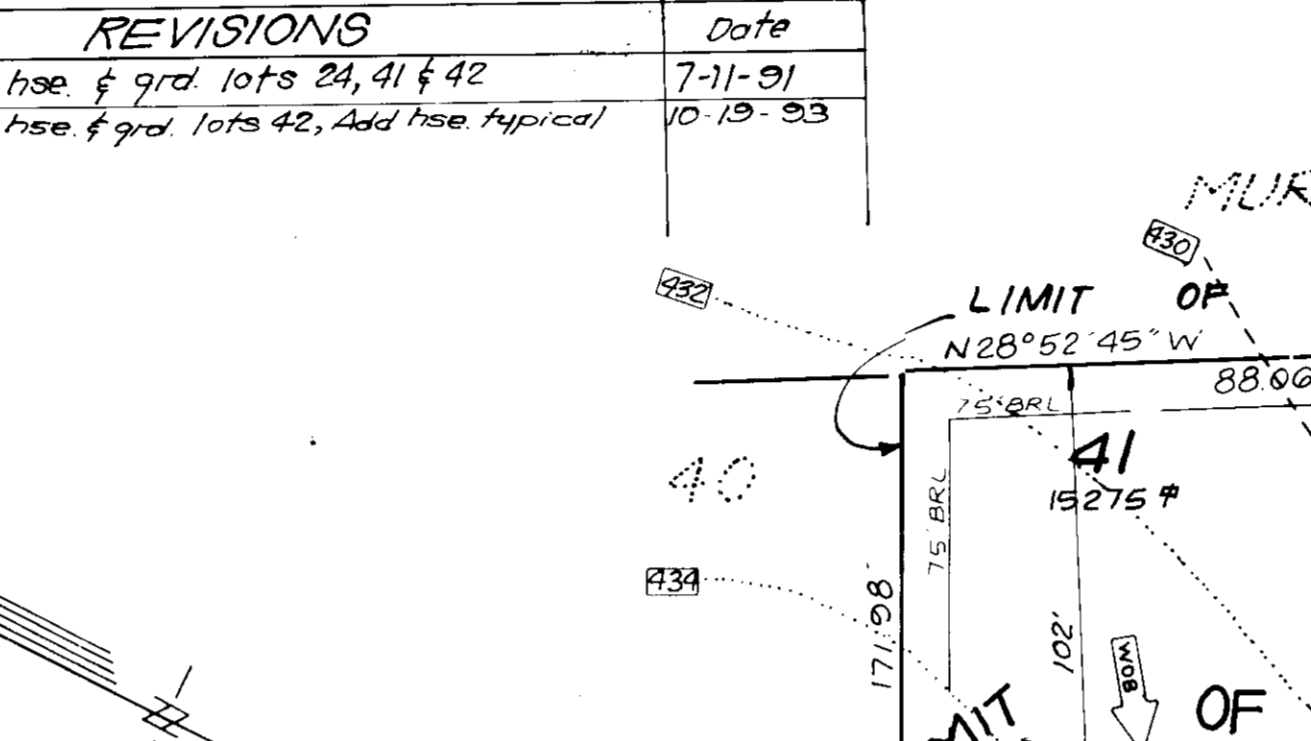 REVISIONS Date
hse. & grd. lots 24, 41 & 42 7-11-91
hse. & grd. lots 42, Add hse. typical 10-19-93
430
432
LIMIT OF
N28°52'45"W
88.00
75' BRL
41
15275 #
40
75' BRL
434
171.98'
102'
WOB
OF